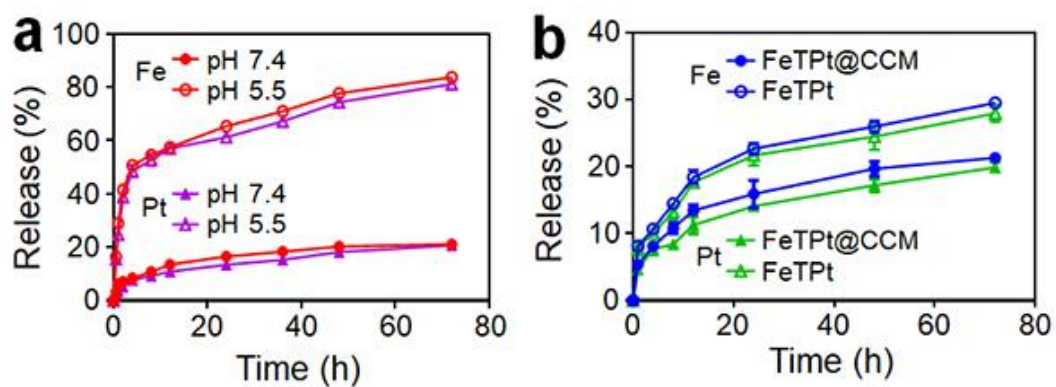 a
Release (%)
100
80
60
40
20
0
Fe
pH 7.4
pH 5.5
Pt
pH 7.4
pH 5.5
0 20 40 60 80
Time (h)
b
Release (%)
40
30
20
10
0
Fe
FeTPt@CCM
FeTPt
Pt
FeTPt@CCM
FeTPt
0 20 40 60 80
Time (h)